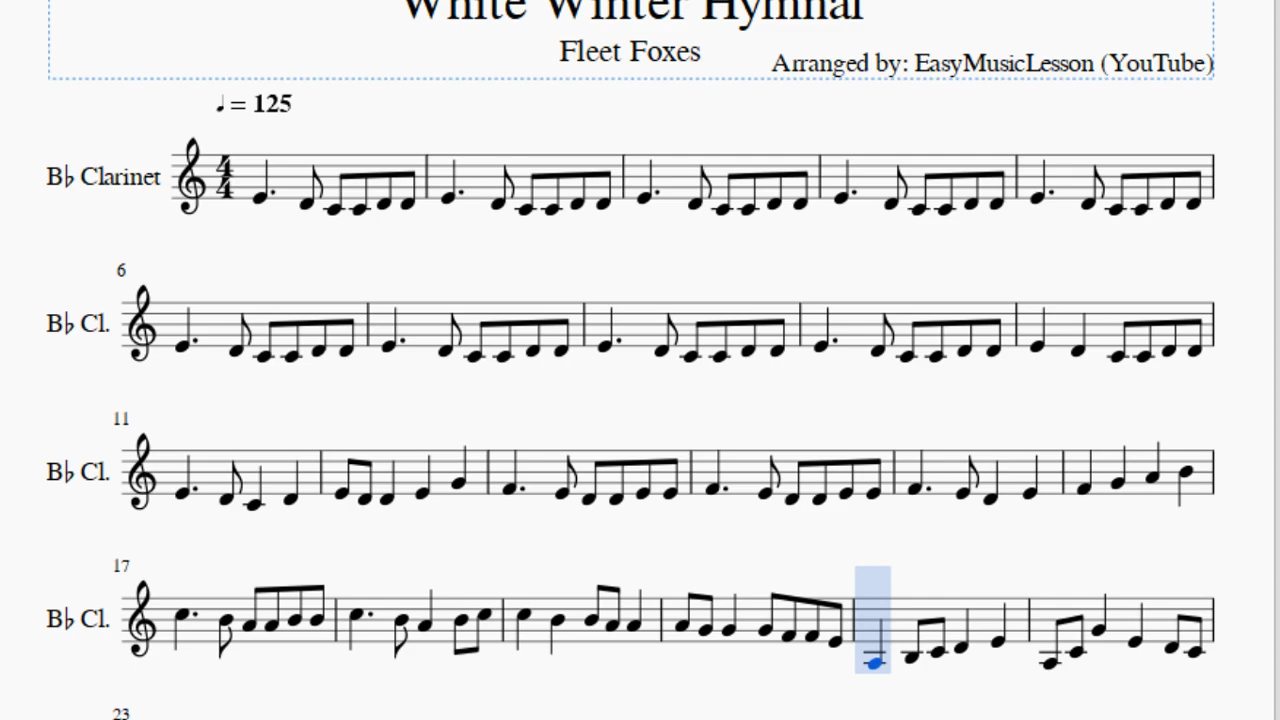 White Winter Hymnal
Fleet Foxes
Arranged by: EasyMusicLesson (YouTube)
♩ = 125
B♭ Clarinet
4
4
6
B♭ Cl.
11
B♭ Cl.
17
B♭ Cl.
23